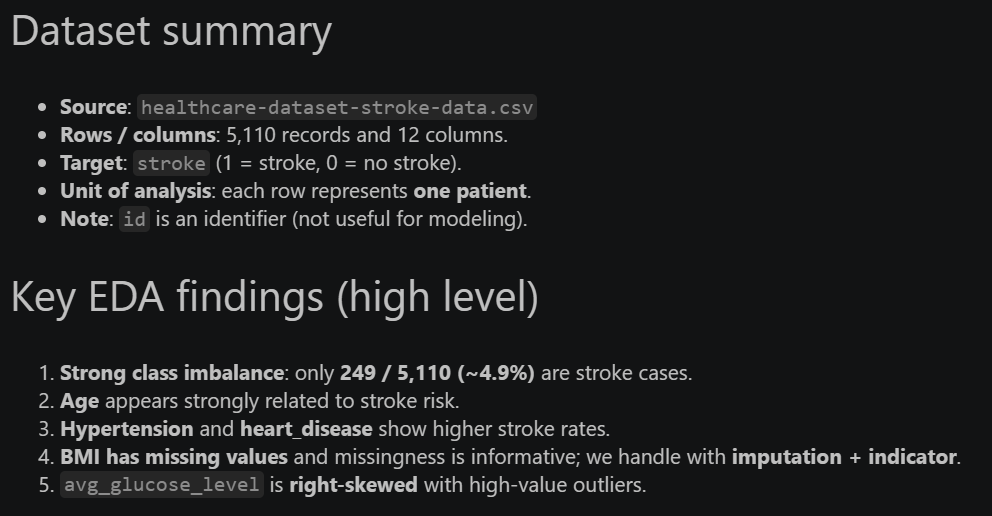 Dataset summary
• Source: healthcare-dataset-stroke-data.csv
• Rows / columns: 5,110 records and 12 columns.
• Target: stroke (1 = stroke, 0 = no stroke).
• Unit of analysis: each row represents one patient.
• Note: id is an identifier (not useful for modeling).
Key EDA findings (high level)
1. Strong class imbalance: only 249 / 5,110 (~4.9%) are stroke cases.
2. Age appears strongly related to stroke risk.
3. Hypertension and heart_disease show higher stroke rates.
4. BMI has missing values and missingness is informative; we handle with imputation + indicator.
5. avg_glucose_level is right-skewed with high-value outliers.